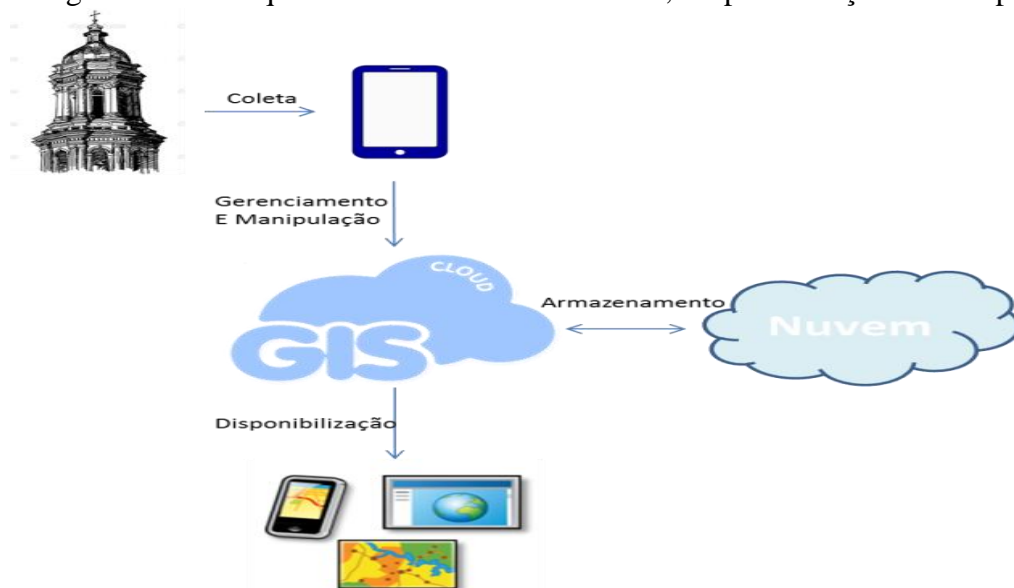 Coleta
Gerenciamento
E Manipulação
CLOUD
GIS
Armazenamento
Nuvem
Disponibilização